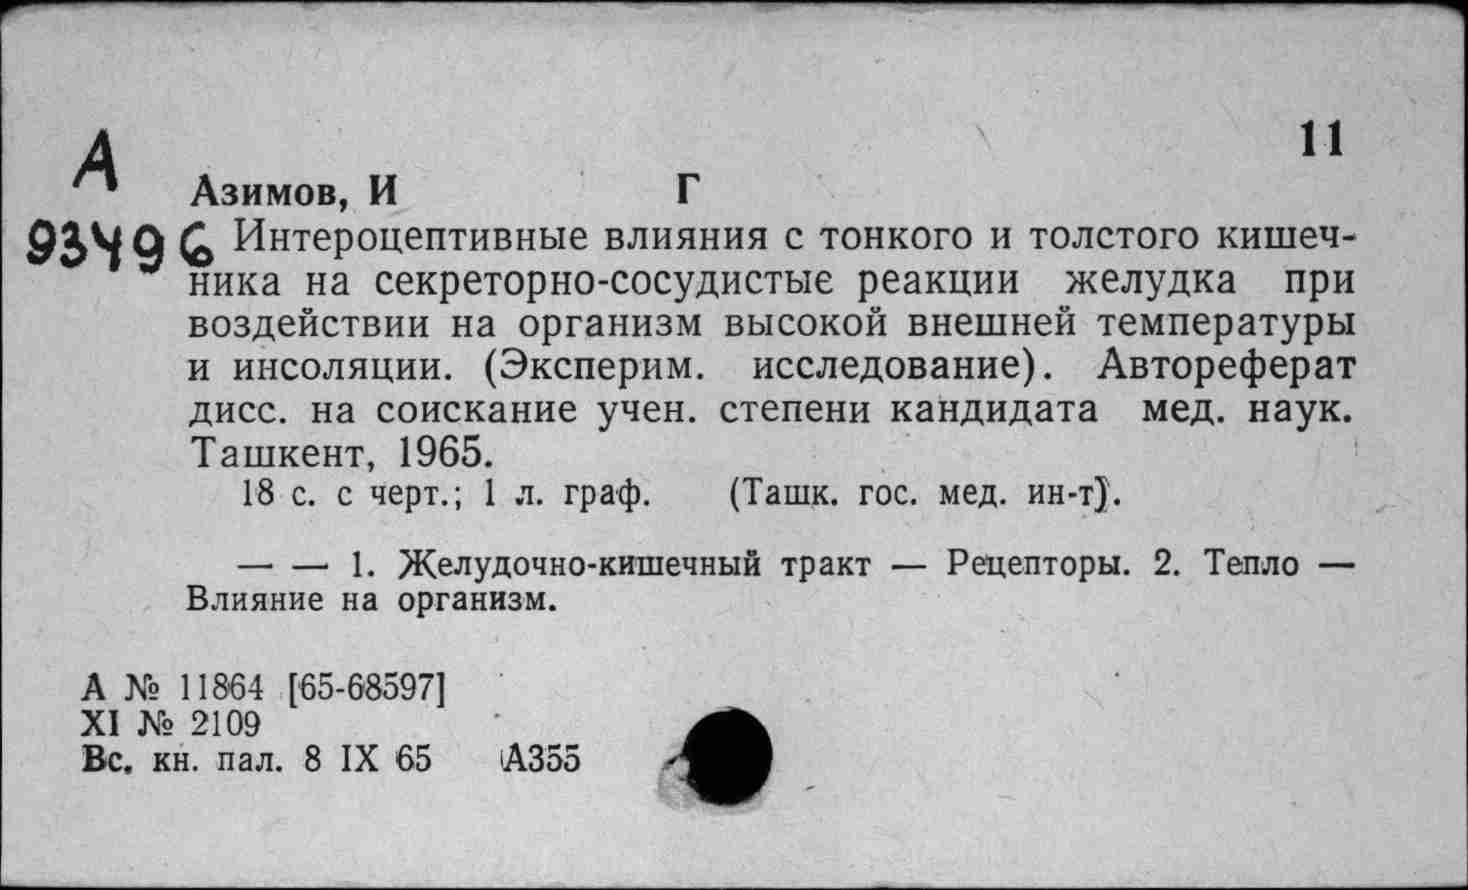 11
А
Азимов, И Г
93496 Интероцептивные влияния с тонкого и толстого кишеч-
ника на секреторно-сосудистые реакции желудка при
воздействии на организм высокой внешней температуры
и инсоляции. (Эксперим. исследование). Автореферат
дисс. на соискание учен. степени кандидата мед. наук.
Ташкент, 1965.
18 с. с черт.; 1 л. граф. (Ташк. гос. мед. ин-т).
— — 1. Желудочно-кишечный тракт — Рецепторы. 2. Тепло —
Влияние на организм.
А № 11864 [65-68597]
XI № 2109
Вс. кн. пал. 8 IX 65 А355